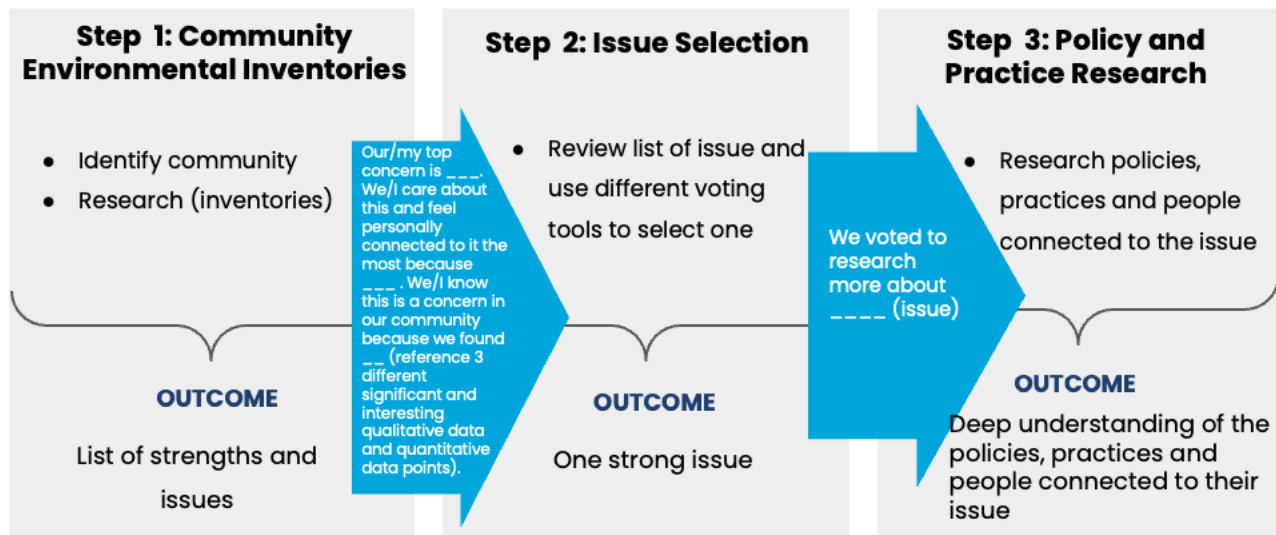 Step 1: Community
Environmental Inventories
● Identify community
● Research (inventories)
OUTCOME
List of strengths and
issues
Our/my top
concern is ___.
We/I care about
this and feel
personally
connected to it the
most because
___ . We/I know
this is a concern in
our community
because we found
__ (reference 3
different
significant and
interesting
qualitative data
and quantitative
data points).
Step 2: Issue Selection
● Review list of issue and
use different voting
tools to select one
OUTCOME
One strong issue
We voted to
research
more about
____ (issue)
Step 3: Policy and
Practice Research
● Research policies,
practices and people
connected to the issue
OUTCOME
Deep understanding of the
policies, practices and
people connected to their
issue